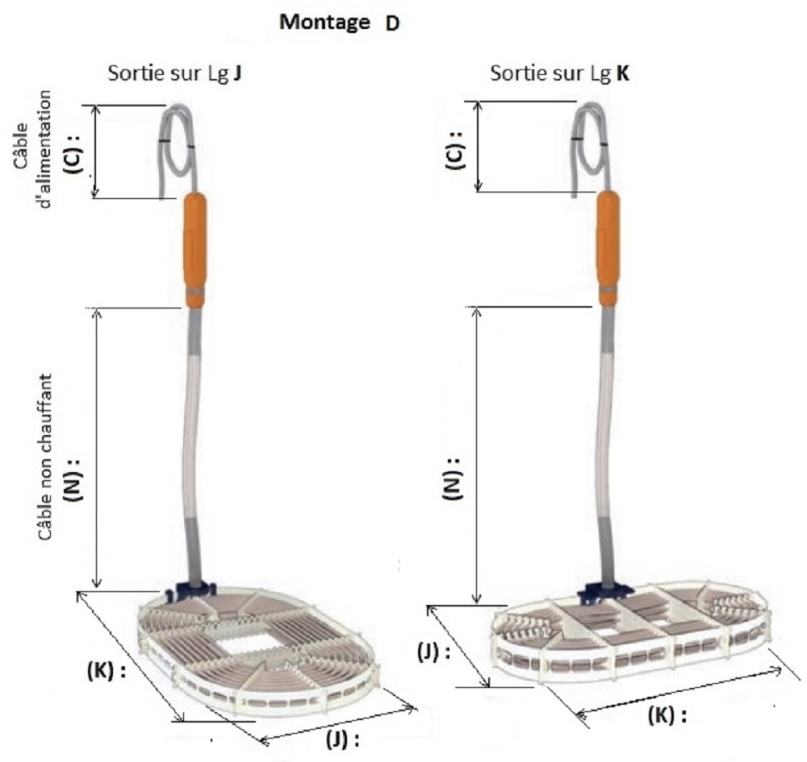 Montage D
Sortie sur Lg J
Sortie sur Lg K
Câble
d'alimentation
(C) :
(C) :
Câble non chauffant
(N) :
(N) :
(K) :
(J) :
(J) :
(K) :